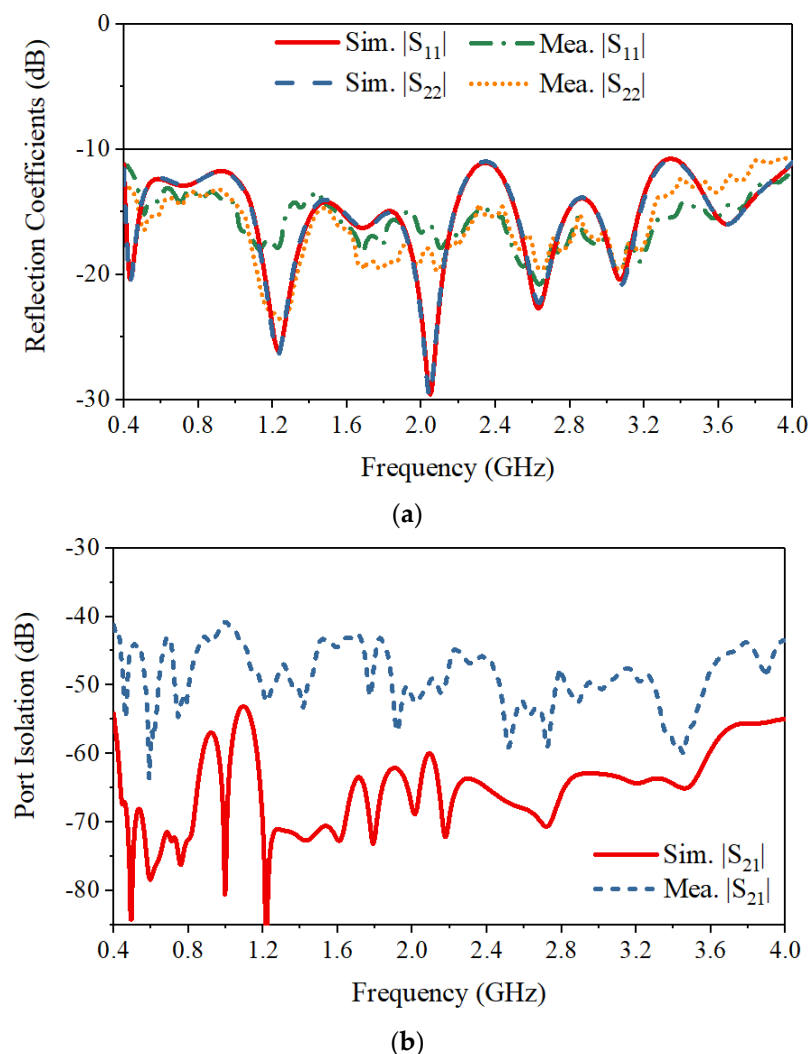 0
Sim. |S11| Mea. |S11|
Sim. |S22| Mea. |S22|
-10
-20
-30
Reflection Coefficients (dB)
0.4 0.8 1.2 1.6 2.0 2.4 2.8 3.2 3.6 4.0
Frequency (GHz)
(a)
-30
-40
-50
-60
-70
-80
Port Isolation (dB)
Sim. |S21|
Mea. |S21|
0.4 0.8 1.2 1.6 2.0 2.4 2.8 3.2 3.6 4.0
Frequency (GHz)
(b)